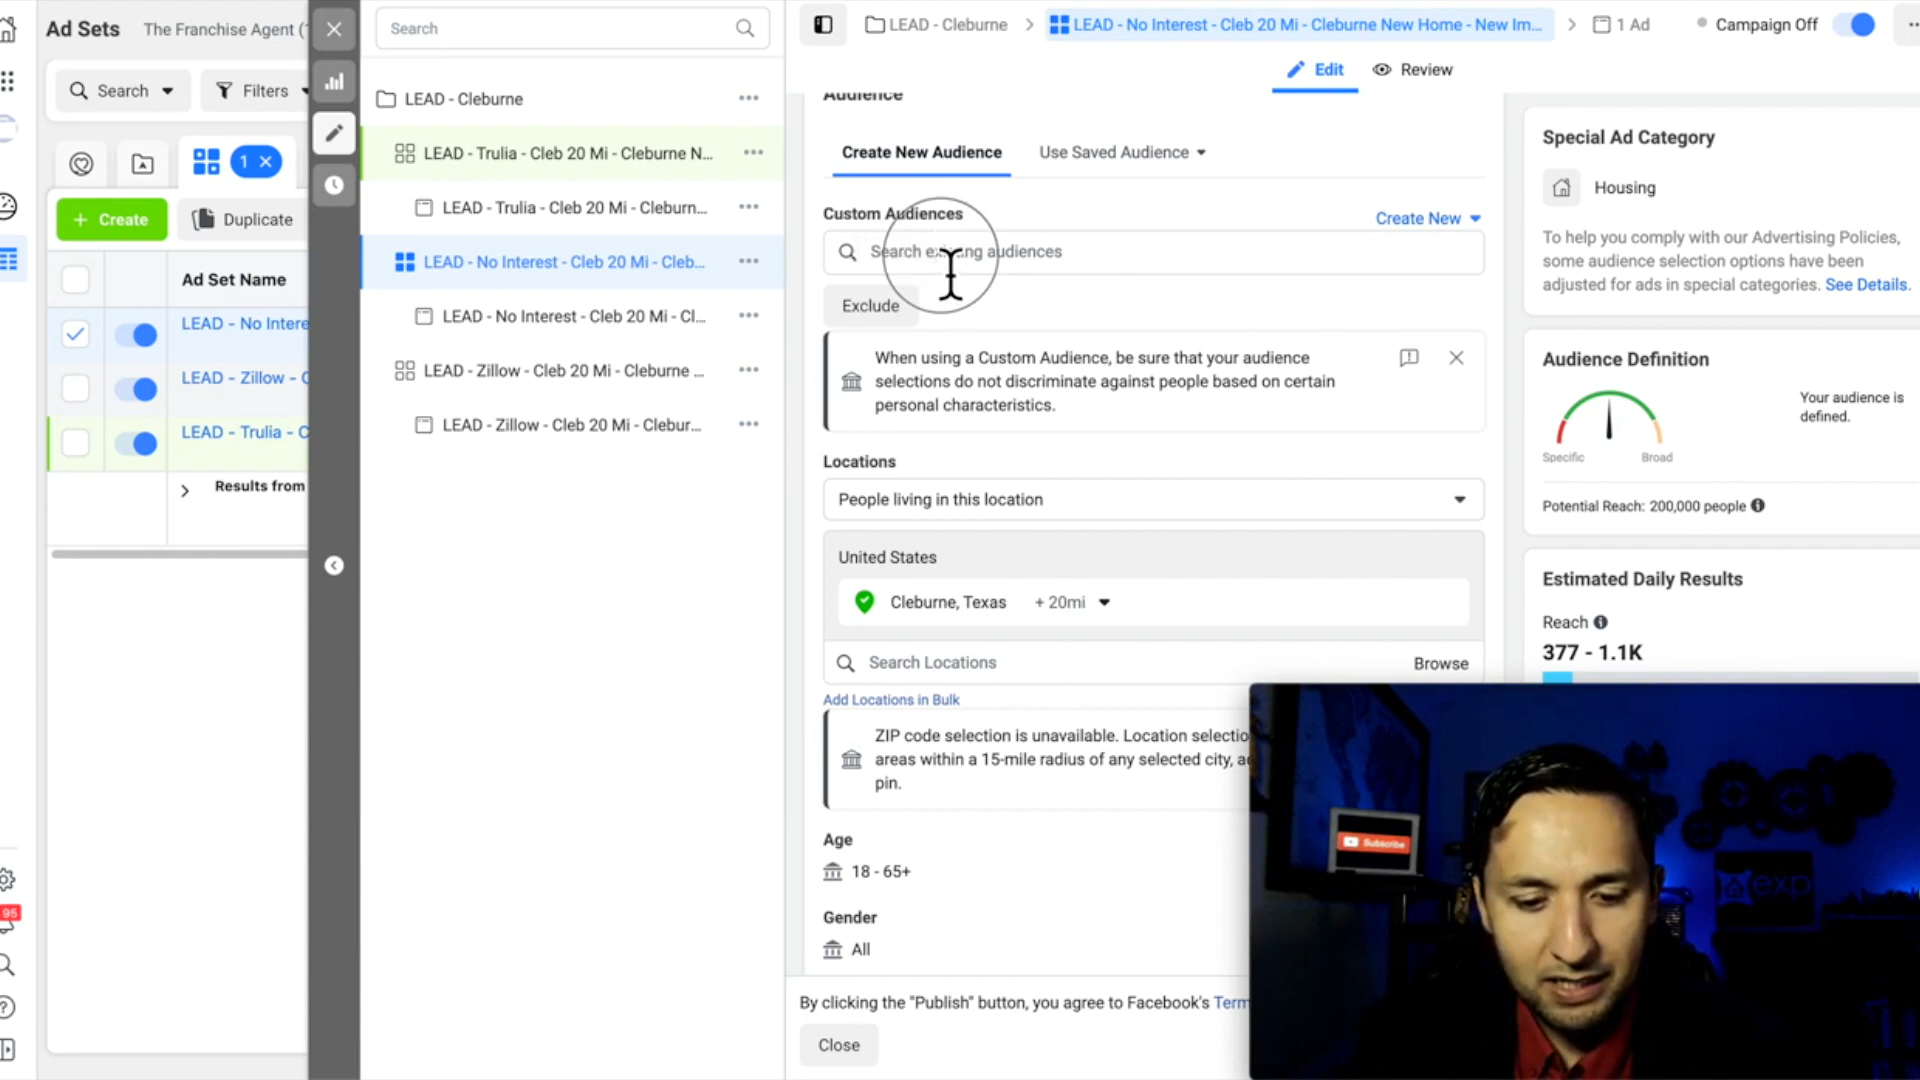 Ad Sets
The Franchise Agent (
Search
Filters
1
Create
Duplicate
Ad Set Name
LEAD - No Intere
LEAD - Zillow - C
LEAD - Trulia - C
Results from
95
Search
LEAD - Cleburne
LEAD - Trulia - Cleb 20 Mi - Cleburne N...
LEAD - Trulia - Cleb 20 Mi - Cleburn...
LEAD - No Interest - Cleb 20 Mi - Cleb...
LEAD - No Interest - Cleb 20 Mi - Cl...
LEAD - Zillow - Cleb 20 Mi - Cleburne ...
LEAD - Zillow - Cleb 20 Mi - Clebur...
LEAD - Cleburne
LEAD - No Interest - Cleb 20 Mi - Cleburne New Home - New Im...
1 Ad
Campaign Off
Edit
Review
Audience
Create New Audience
Use Saved Audience
Custom Audiences
Create New
Search existing audiences
Exclude
When using a Custom Audience, be sure that your audience
selections do not discriminate against people based on certain
personal characteristics.
Locations
People living in this location
United States
Cleburne, Texas + 20mi
Search Locations
Browse
Add Locations in Bulk
ZIP code selection is unavailable. Location selectio
areas within a 15-mile radius of any selected city, a
pin.
Age
18 - 65+
Gender
All
By clicking the "Publish" button, you agree to Facebook's Term
Close
Special Ad Category
Housing
To help you comply with our Advertising Policies,
some audience selection options have been
adjusted for ads in special categories. See Details.
Audience Definition
Your audience is
defined.
Specific
Broad
Potential Reach: 200,000 people
Estimated Daily Results
Reach
377 - 1.1K
Subscribe
exp